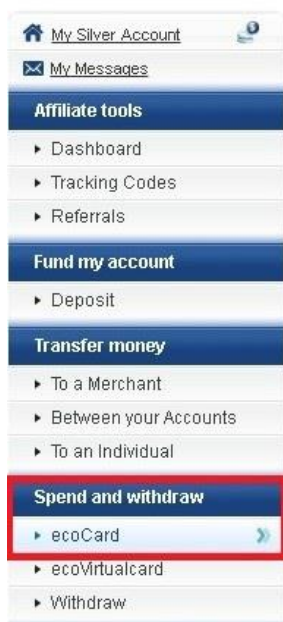 My Silver Account
My Messages
Affiliate tools
Dashboard
Tracking Codes
Referrals
Fund my account
Deposit
Transfer money
To a Merchant
Between your Accounts
To an Individual
Spend and withdraw
ecoCard
ecoVirtualcard
Withdraw